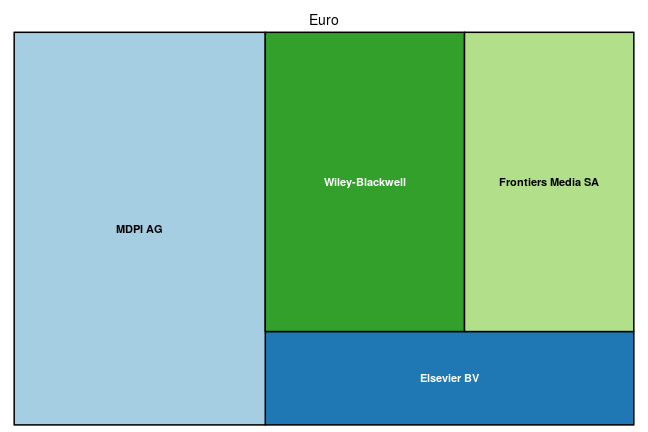 Euro
Wiley-Blackwell
Frontiers Media SA
MDPI AG
Elsevier BV